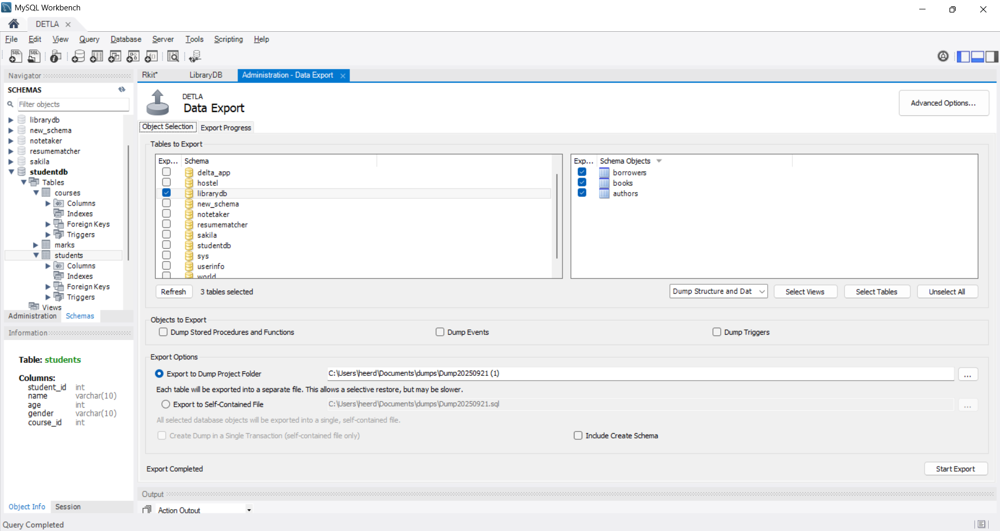 MySQL Workbench
DETLA
File Edit View Query Database Server Tools Scripting Help
Navigator
SCHEMAS
Filter objects
librarydb
new_schema
notetaker
resumematcher
sakila
studentdb
Tables
courses
Columns
Indexes
Foreign Keys
Triggers
marks
students
Columns
Indexes
Foreign Keys
Triggers
Views
Administration Schemas
Information
Table: students
Columns:
student_id int
name varchar(10)
age int
gender varchar(10)
course_id int
Object Info Session
Rkit* LibraryDB Administration - Data Export
DETLA
Data Export
Advanced Options...
Object Selection Export Progress
Tables to Export
Exp... Schema
delta_app
hostel
librarydb
new_schema
notetaker
resumematcher
sakila
studentdb
sys
userinfo
world
Exp... Schema Objects
borrowers
books
authors
Refresh 3 tables selected
Dump Structure and Dat Select Views Select Tables Unselect All
Objects to Export
Dump Stored Procedures and Functions Dump Events Dump Triggers
Export Options
Export to Dump Project Folder C:\Users\heerd\Documents\dumps\Dump20250921 (1) ...
Each table will be exported into a separate file. This allows a selective restore, but may be slower.
Export to Self-Contained File C:\Users\heerd\Documents\dumps\Dump20250921.sql ...
All selected database objects will be exported into a single, self-contained file.
Create Dump in a Single Transaction (self-contained file only) Include Create Schema
Export Completed Start Export
Output
Action Output
Query Completed